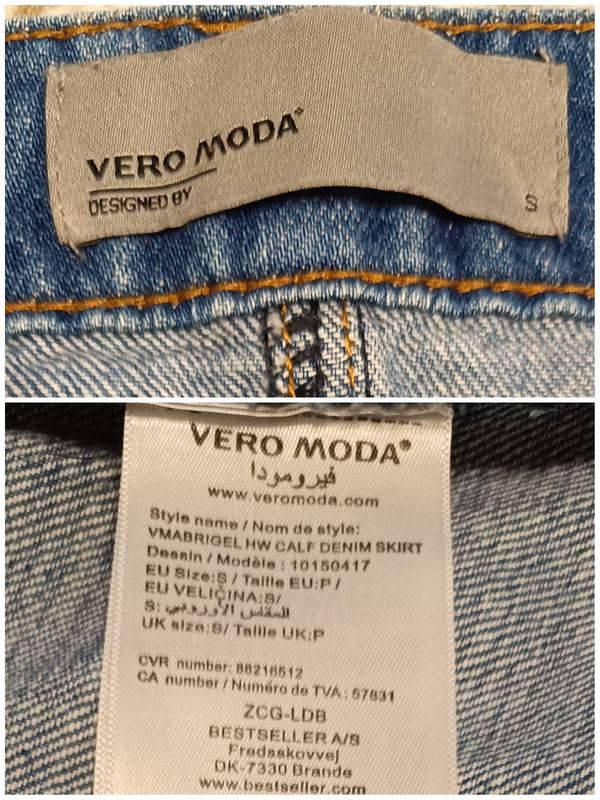 VERO MODA
DESIGNED BY
S
VERO MODA®
فيرومودا
www.veromoda.com
Style name / Nom de style:
VMABRIGEL HW CALF DENIM SKIRT
Dessin / Modèle : 10150417
EU Size:S / Taille EU:P /
EU VELIÇINA:S/
S: المقاس الأوروبي
UK size:S/ Taille UK:P
CVR number: 88216512
CA number / Numéro de TVA : 57831
ZCG-LDB
BESTSELLER A/S
Fredsskovvej
DK-7330 Brande
www.bestseller.com